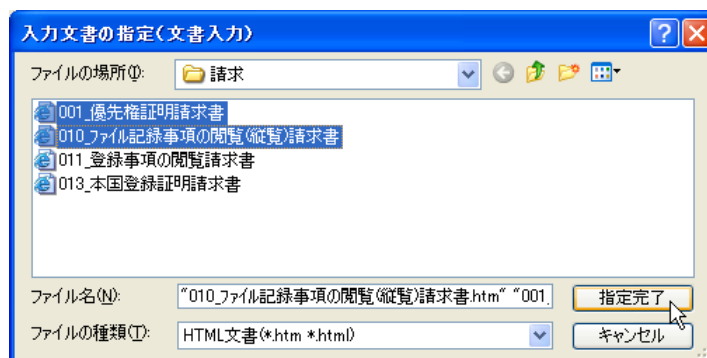 入力文書の指定(文書入力)
ファイルの場所(I): 請求
001_優先権証明請求書
010_ファイル記録事項の閲覧(縦覧)請求書
011_登録事項の閲覧請求書
013_本国登録証明請求書
ファイル名(N): "010_ファイル記録事項の閲覧(縦覧)請求書.htm" "001_ 指定完了
ファイルの種類(T): HTML文書(*.htm *.html) キャンセル